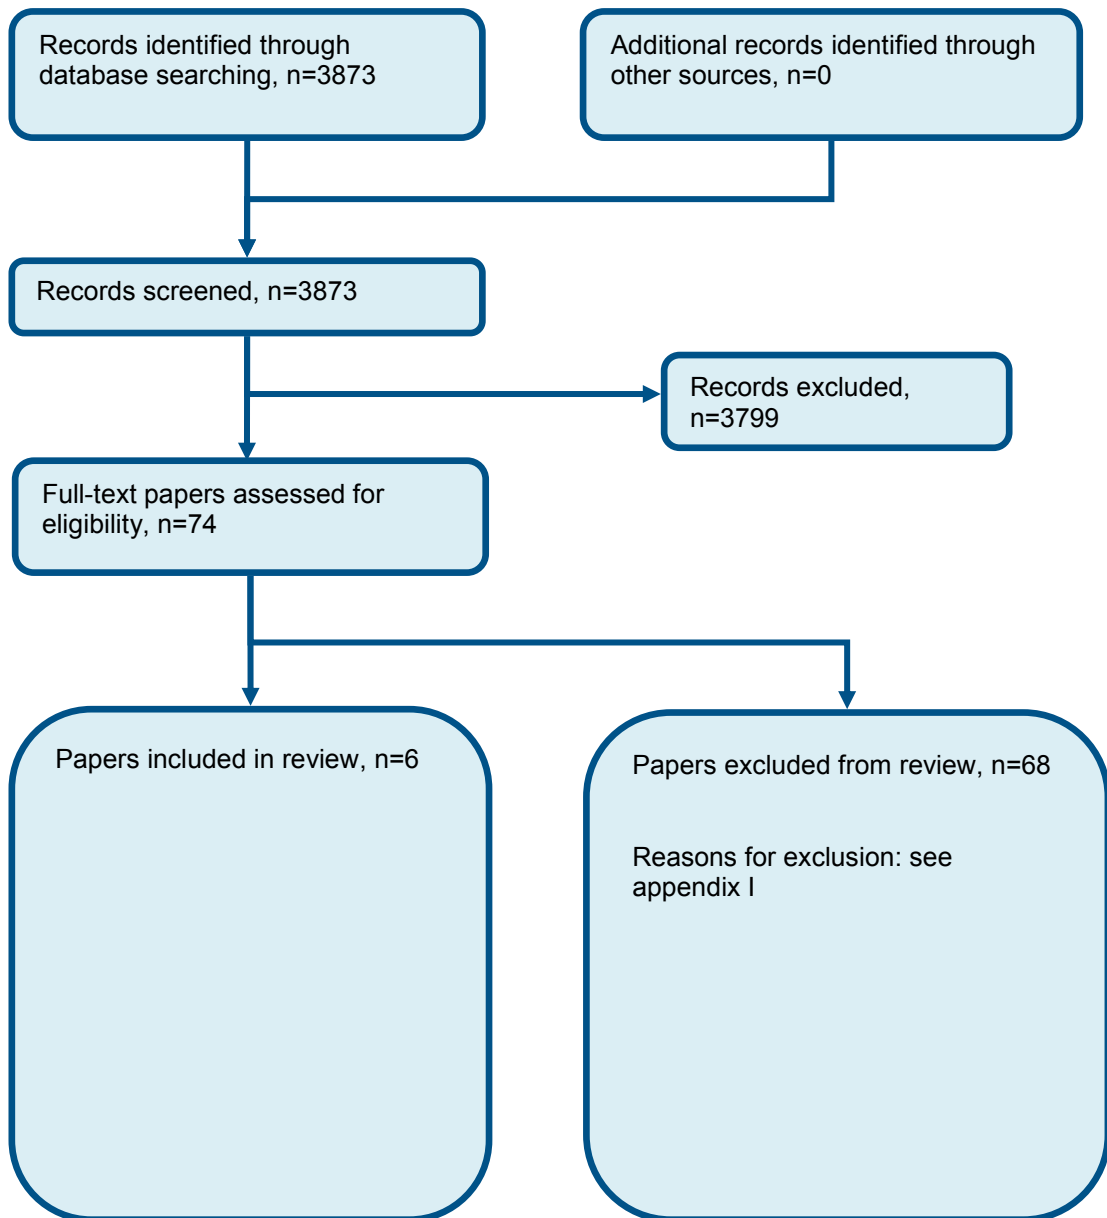 Records identified through
database searching, n=3873
Additional records identified through
other sources, n=0
Records screened, n=3873
Records excluded,
n=3799
Full-text papers assessed for
eligibility, n=74
Papers included in review, n=6
Papers excluded from review, n=68
Reasons for exclusion: see
appendix I